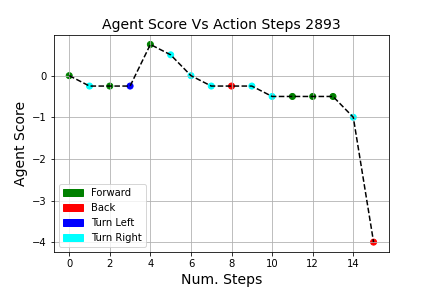 Agent Score Vs Action Steps 2893
Agent Score
0
−1
−2
−3
−4
Forward
Back
Turn Left
Turn Right
0 2 4 6 8 10 12 14
Num. Steps